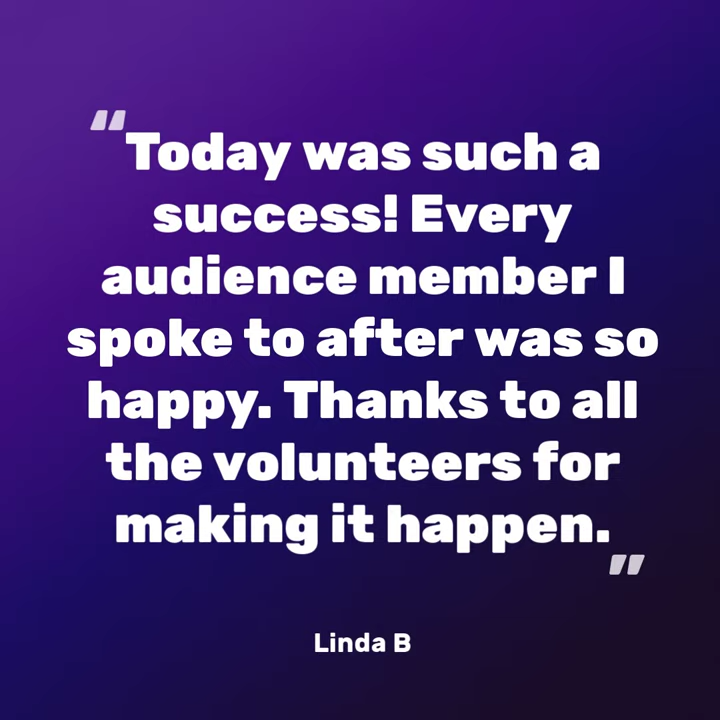 "Today was such a
success! Every
audience member I
spoke to after was so
happy. Thanks to all
the volunteers for
making it happen."
Linda B